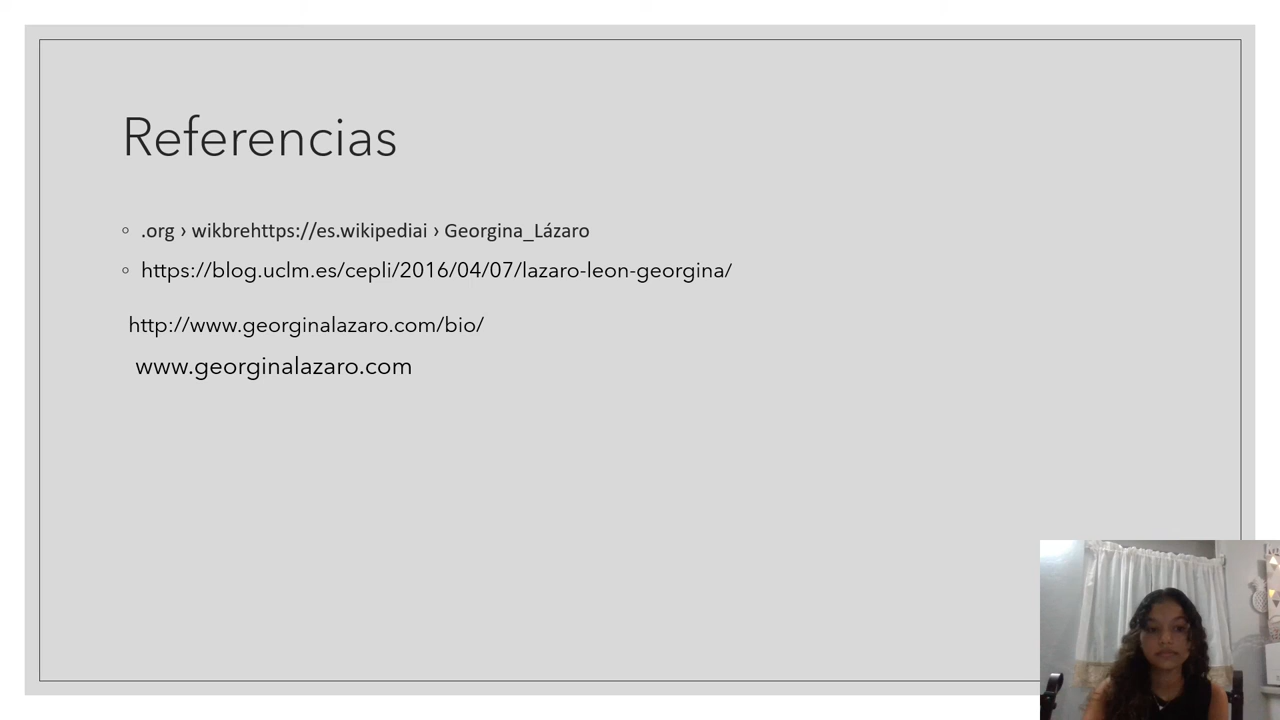 Referencias
.org › wikbrehttps://es.wikipediai › Georgina_Lázaro
https://blog.uclm.es/cepli/2016/04/07/lazaro-leon-georgina/
http://www.georginalazaro.com/bio/
www.georginalazaro.com